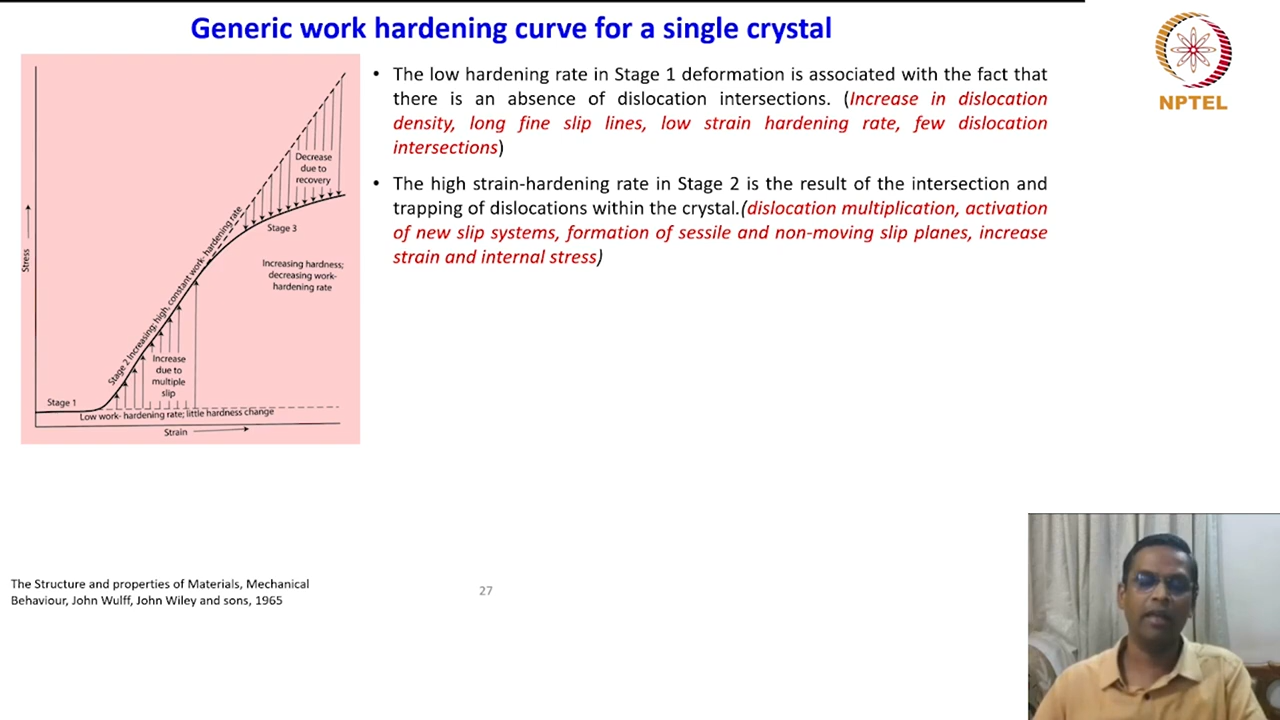 Generic work hardening curve for a single crystal
NPTEL
• The low hardening rate in Stage 1 deformation is associated with the fact that
there is an absence of dislocation intersections. (Increase in dislocation
density, long fine slip lines, low strain hardening rate, few dislocation
intersections)
• The high strain-hardening rate in Stage 2 is the result of the intersection and
trapping of dislocations within the crystal.(dislocation multiplication, activation
of new slip systems, formation of sessile and non-moving slip planes, increase
strain and internal stress)
Stress
Decrease
due to
recovery
Stage 3
Increasing hardness;
decreasing work-
hardening rate
Stage 2 Increasing; high, constant work- hardening rate
Increase
due to
multiple
slip
Stage 1
Low work- hardening rate; little hardness change
Strain
The Structure and properties of Materials, Mechanical
Behaviour, John Wulff, John Wiley and sons, 1965
27